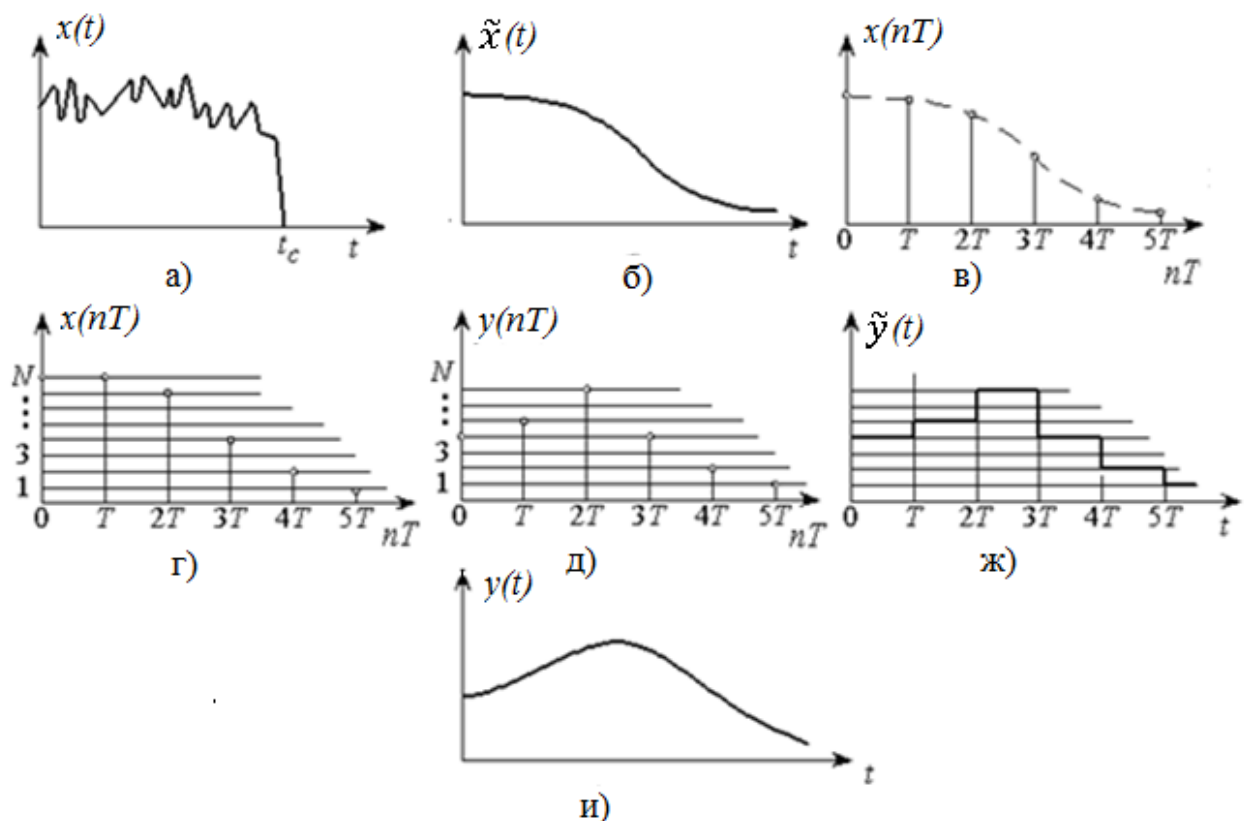 x(t)
t_c t
а)
x̃(t)
t
б)
x(nT)
0 T 2T 3T 4T 5T
nT
в)
x(nT)
N
⋮
3
1
0 T 2T 3T 4T 5T
nT
г)
y(nT)
N
⋮
3
1
0 T 2T 3T 4T 5T
nT
д)
ỹ(t)
0 T 2T 3T 4T 5T
t
ж)
y(t)
t
и)